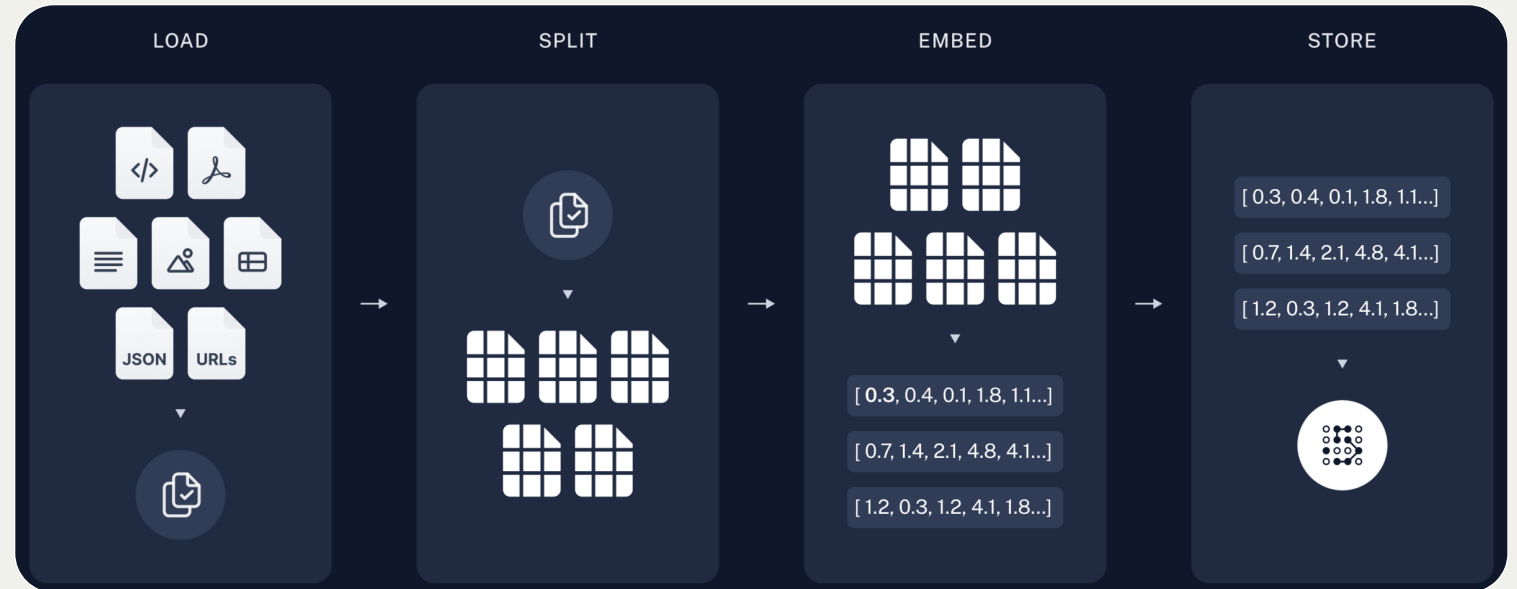 LOAD
SPLIT
EMBED
STORE
</>
JSON
URLs
[ 0.3, 0.4, 0.1, 1.8, 1.1...]
[ 0.7, 1.4, 2.1, 4.8, 4.1...]
[ 1.2, 0.3, 1.2, 4.1, 1.8...]
[ 0.3, 0.4, 0.1, 1.8, 1.1...]
[ 0.7, 1.4, 2.1, 4.8, 4.1...]
[ 1.2, 0.3, 1.2, 4.1, 1.8...]